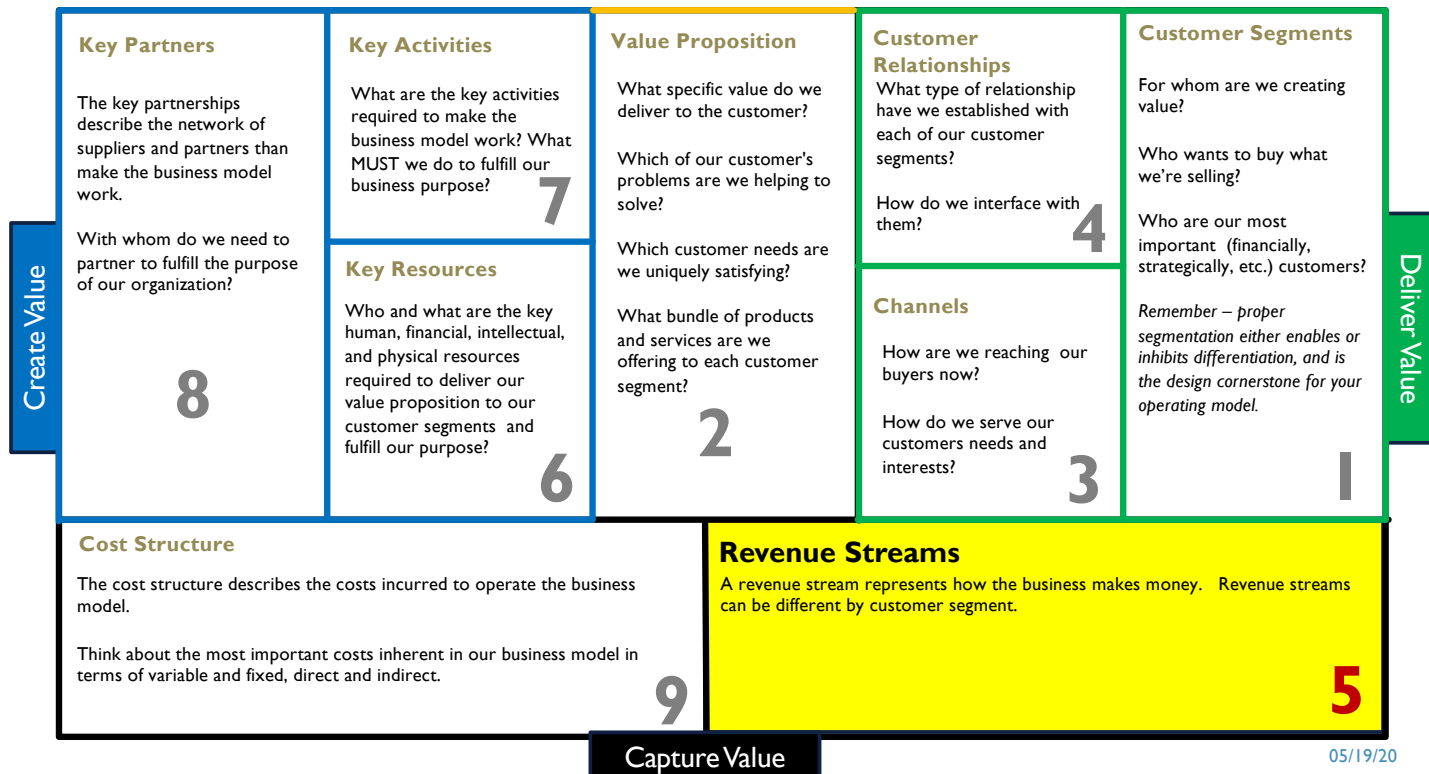 Key Partners
The key partnerships
describe the network of
suppliers and partners than
make the business model
work.
With whom do we need to
partner to fulfill the purpose
of our organization?
8
Key Activities
What are the key activities
required to make the
business model work? What
MUST we do to fulfill our
business purpose?
7
Key Resources
Who and what are the key
human, financial, intellectual,
and physical resources
required to deliver our
value proposition to our
customer segments and
fulfill our purpose?
6
Value Proposition
What specific value do we
deliver to the customer?
Which of our customer's
problems are we helping to
solve?
Which customer needs are
we uniquely satisfying?
What bundle of products
and services are we
offering to each customer
segment?
2
Customer
Relationships
What type of relationship
have we established with
each of our customer
segments?
How do we interface with
them?
4
Channels
How are we reaching our
buyers now?
How do we serve our
customers needs and
interests?
3
Customer Segments
For whom are we creating
value?
Who wants to buy what
we’re selling?
Who are our most
important (financially,
strategically, etc.) customers?
Remember – proper
segmentation either enables or
inhibits differentiation, and is
the design cornerstone for your
operating model.
1
Create Value
Deliver Value
Cost Structure
The cost structure describes the costs incurred to operate the business
model.
Think about the most important costs inherent in our business model in
terms of variable and fixed, direct and indirect.
9
Revenue Streams
A revenue stream represents how the business makes money. Revenue streams
can be different by customer segment.
5
Capture Value
05/19/20